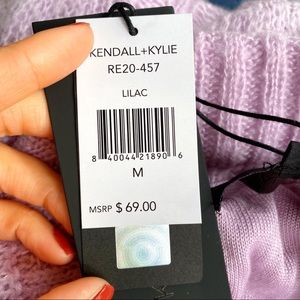 KENDALL+KYLIE
RE20-457
LILAC
8 40044 21890 6
M
MSRP $ 69.00